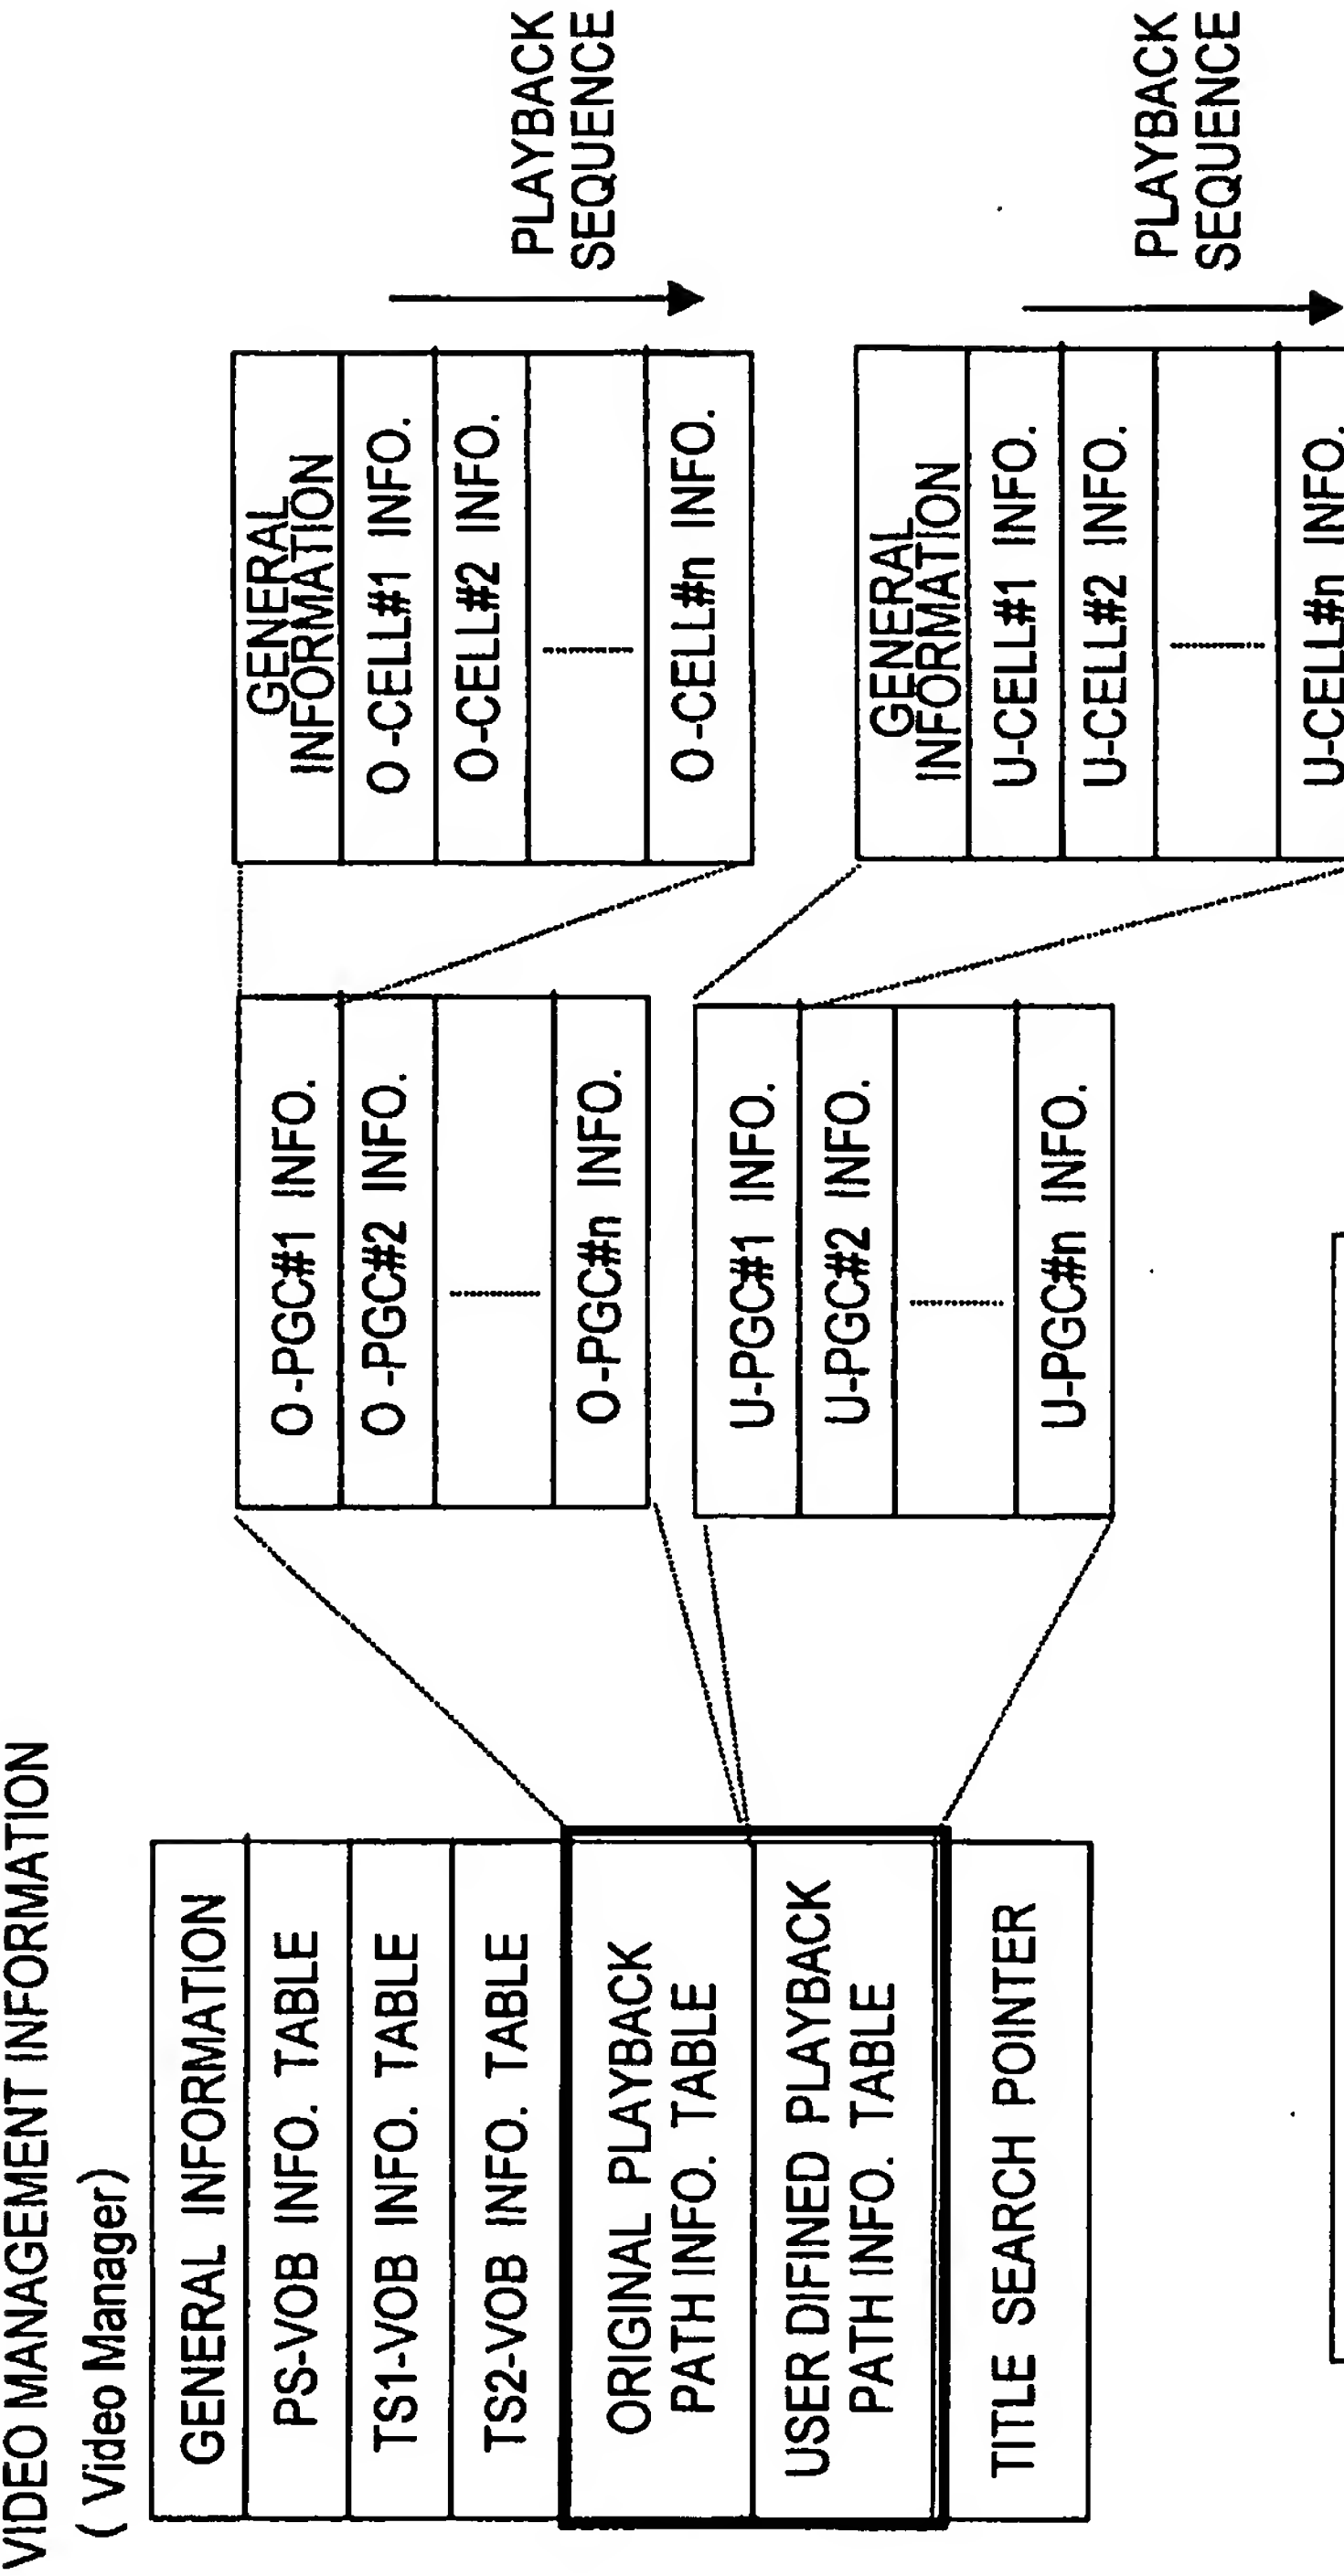 VIDEO MANAGEMENT INFORMATION
( Video Manager)
GENERAL INFORMATION
PS-VOB INFO. TABLE
TS1-VOB INFO. TABLE
TS2-VOB INFO. TABLE
ORIGINAL PLAYBACK
PATH INFO. TABLE
USER DIFINED PLAYBACK
PATH INFO. TABLE
TITLE SEARCH POINTER
O-PGC#1 INFO.
O-PGC#2 INFO.
O-PGC#n INFO.
U-PGC#1 INFO.
U-PGC#2 INFO.
U-PGC#n INFO.
GENERAL
INFORMATION
O-CELL#1 INFO.
O-CELL#2 INFO.
O-CELL#n INFO.
PLAYBACK
SEQUENCE
GENERAL
INFORMATION
U-CELL#1 INFO.
U-CELL#2 INFO.
U-CELL#n INFO.
PLAYBACK
SEQUENCE